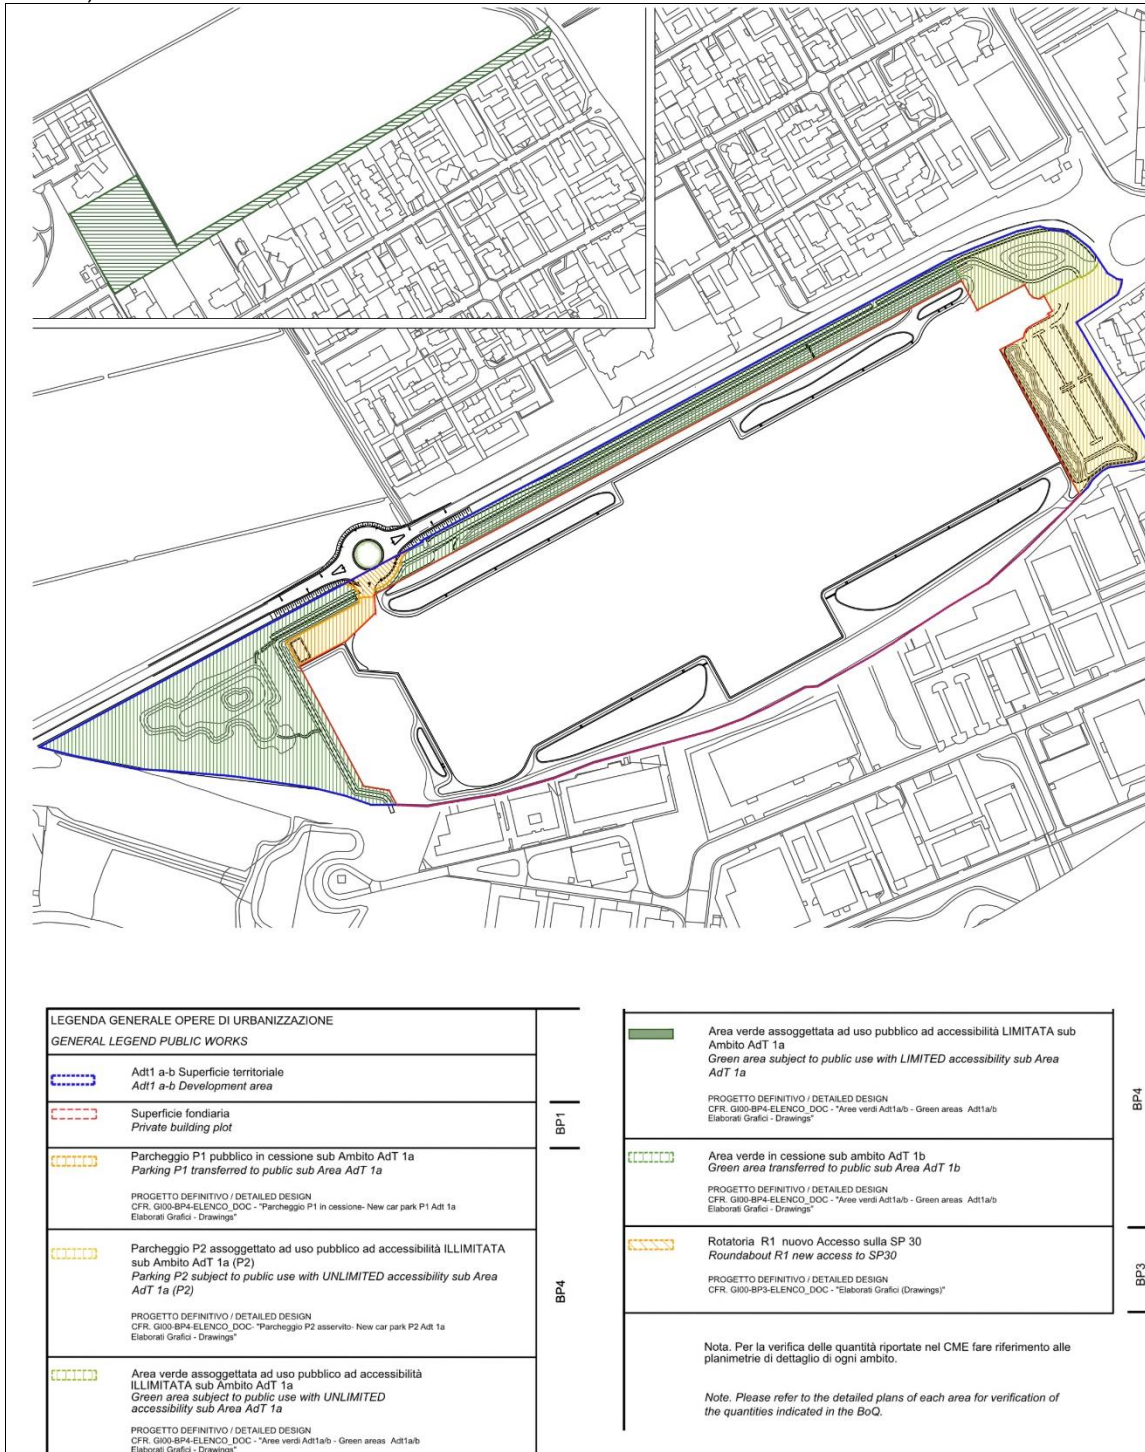 LEGENDA GENERALE OPERE DI URBANIZZAZIONE
GENERAL LEGEND PUBLIC WORKS
Adt1 a-b Superficie territoriale
Adt1 a-b Development area
Superficie fondiaria
Private building plot
BP1
Parcheggio P1 pubblico in cessione sub Ambito AdT 1a
Parking P1 transferred to public sub Area AdT 1a
PROGETTO DEFINITIVO / DETAILED DESIGN
CFR. GI00-BP4-ELENCO_DOC - "Parcheggio P1 in cessione- New car park P1 Adt 1a
Elaborati Grafici - Drawings"
Parcheggio P2 assoggettato ad uso pubblico ad accessibilità ILLIMITATA
sub Ambito AdT 1a (P2)
Parking P2 subject to public use with UNLIMITED accessibility sub Area
AdT 1a (P2)
PROGETTO DEFINITIVO / DETAILED DESIGN
CFR. GI00-BP4-ELENCO_DOC- "Parcheggio P2 asservito- New car park P2 Adt 1a
Elaborati Grafici - Drawings"
BP4
Area verde assoggettata ad uso pubblico ad accessibilità
ILLIMITATA sub Ambito AdT 1a
Green area subject to public use with UNLIMITED
accessibility sub Area AdT 1a
PROGETTO DEFINITIVO / DETAILED DESIGN
CFR. GI00-BP4-ELENCO_DOC - "Aree verdi Adt1a/b - Green areas Adt1a/b
Elaborati Grafici - Drawings"
Area verde assoggettata ad uso pubblico ad accessibilità LIMITATA sub
Ambito AdT 1a
Green area subject to public use with LIMITED accessibility sub Area
AdT 1a
PROGETTO DEFINITIVO / DETAILED DESIGN
CFR. GI00-BP4-ELENCO_DOC - "Aree verdi Adt1a/b - Green areas Adt1a/b
Elaborati Grafici - Drawings"
BP4
Area verde in cessione sub ambito AdT 1b
Green area transferred to public sub Area AdT 1b
PROGETTO DEFINITIVO / DETAILED DESIGN
CFR. GI00-BP4-ELENCO_DOC - "Aree verdi Adt1a/b - Green areas Adt1a/b
Elaborati Grafici - Drawings"
Rotatoria R1 nuovo Accesso sulla SP 30
Roundabout R1 new access to SP30
PROGETTO DEFINITIVO / DETAILED DESIGN
CFR. GI00-BP3-ELENCO_DOC - "Elaborati Grafici (Drawings)"
BP3
Nota. Per la verifica delle quantità riportate nel CME fare riferimento alle
planimetrie di dettaglio di ogni ambito.
Note. Please refer to the detailed plans of each area for verification of
the quantities indicated in the BoQ.